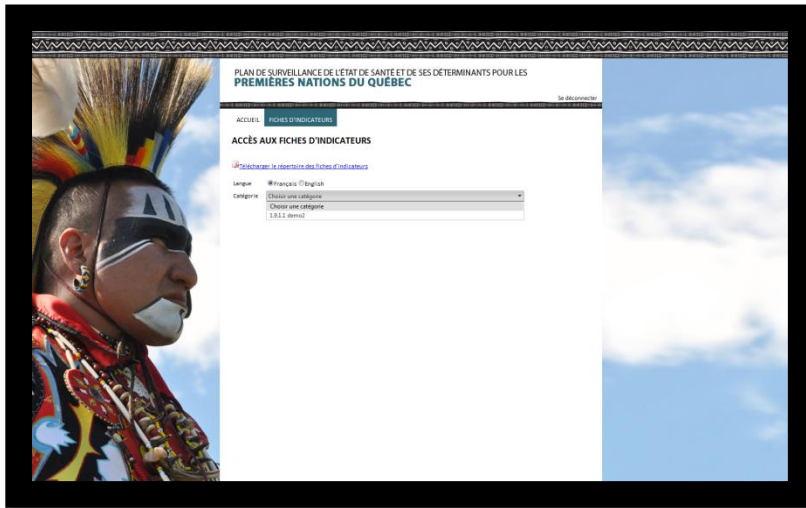 PLAN DE SURVEILLANCE DE L'ÉTAT DE SANTÉ ET DE SES DÉTERMINANTS POUR LES
PREMIÈRES NATIONS DU QUÉBEC
Se déconnecter
ACCUEIL FICHES D'INDICATEURS
ACCÈS AUX FICHES D'INDICATEURS
Télécharger le répertoire des fiches d'indicateurs
Langue Français English
Catégorie Choisir une catégorie
Choisir une catégorie
1.9.1.1 demo2